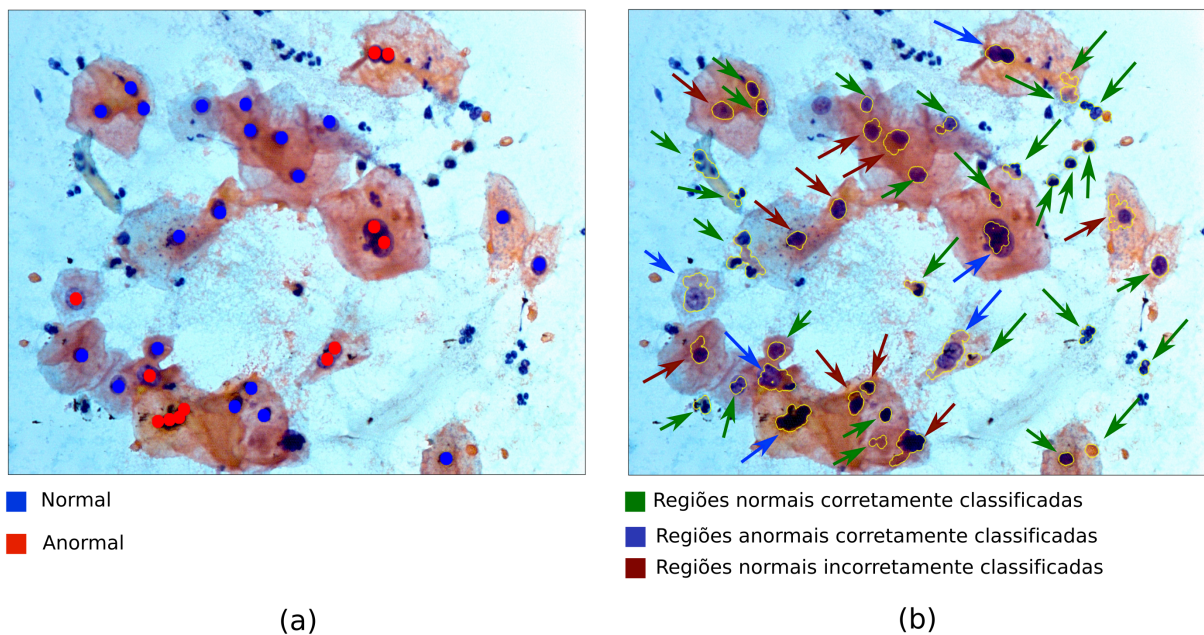 Normal
Anormal
(a)
Regiões normais corretamente classificadas
Regiões anormais corretamente classificadas
Regiões normais incorretamente classificadas
(b)